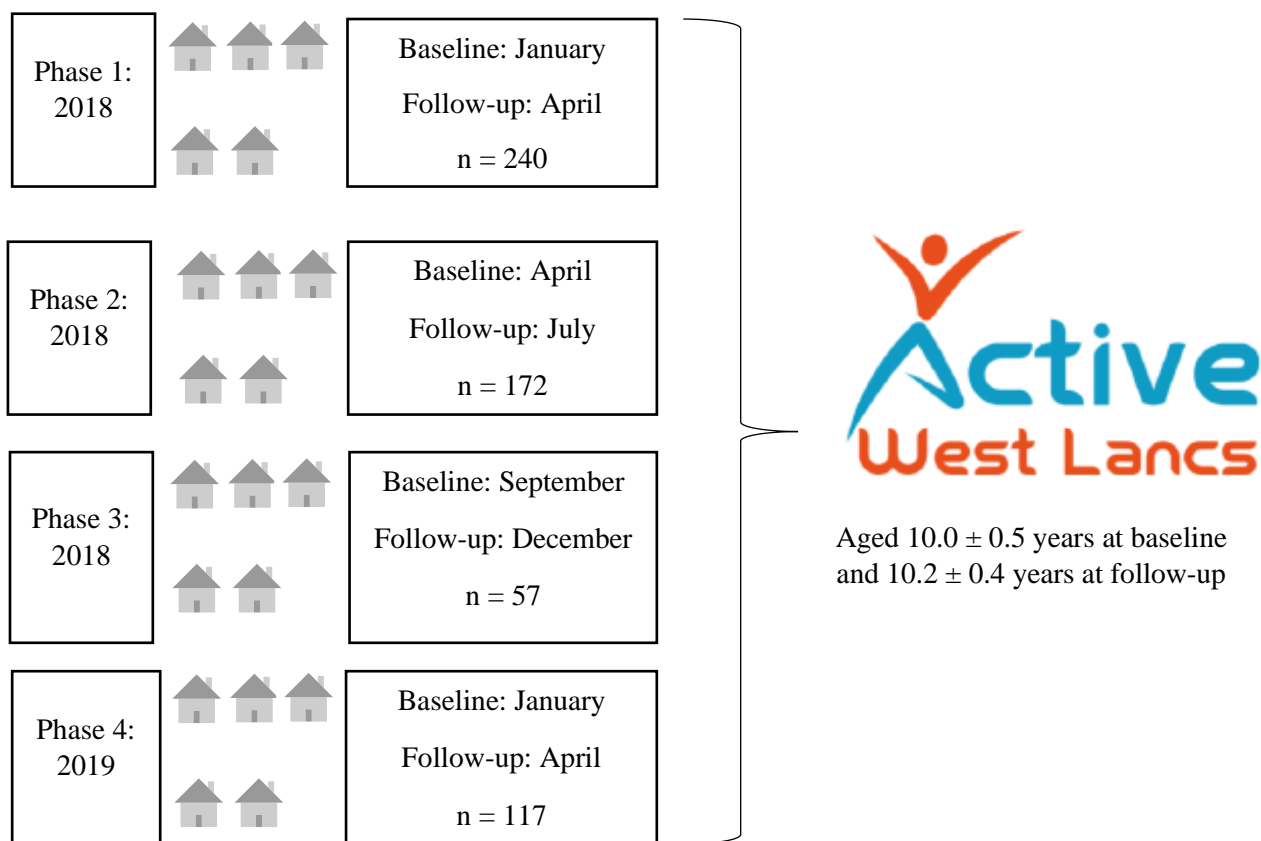 Phase 1:
2018
Baseline: January
Follow-up: April
n = 240
Phase 2:
2018
Baseline: April
Follow-up: July
n = 172
Phase 3:
2018
Baseline: September
Follow-up: December
n = 57
Phase 4:
2019
Baseline: January
Follow-up: April
n = 117
Active
West Lancs
Aged 10.0 ± 0.5 years at baseline
and 10.2 ± 0.4 years at follow-up